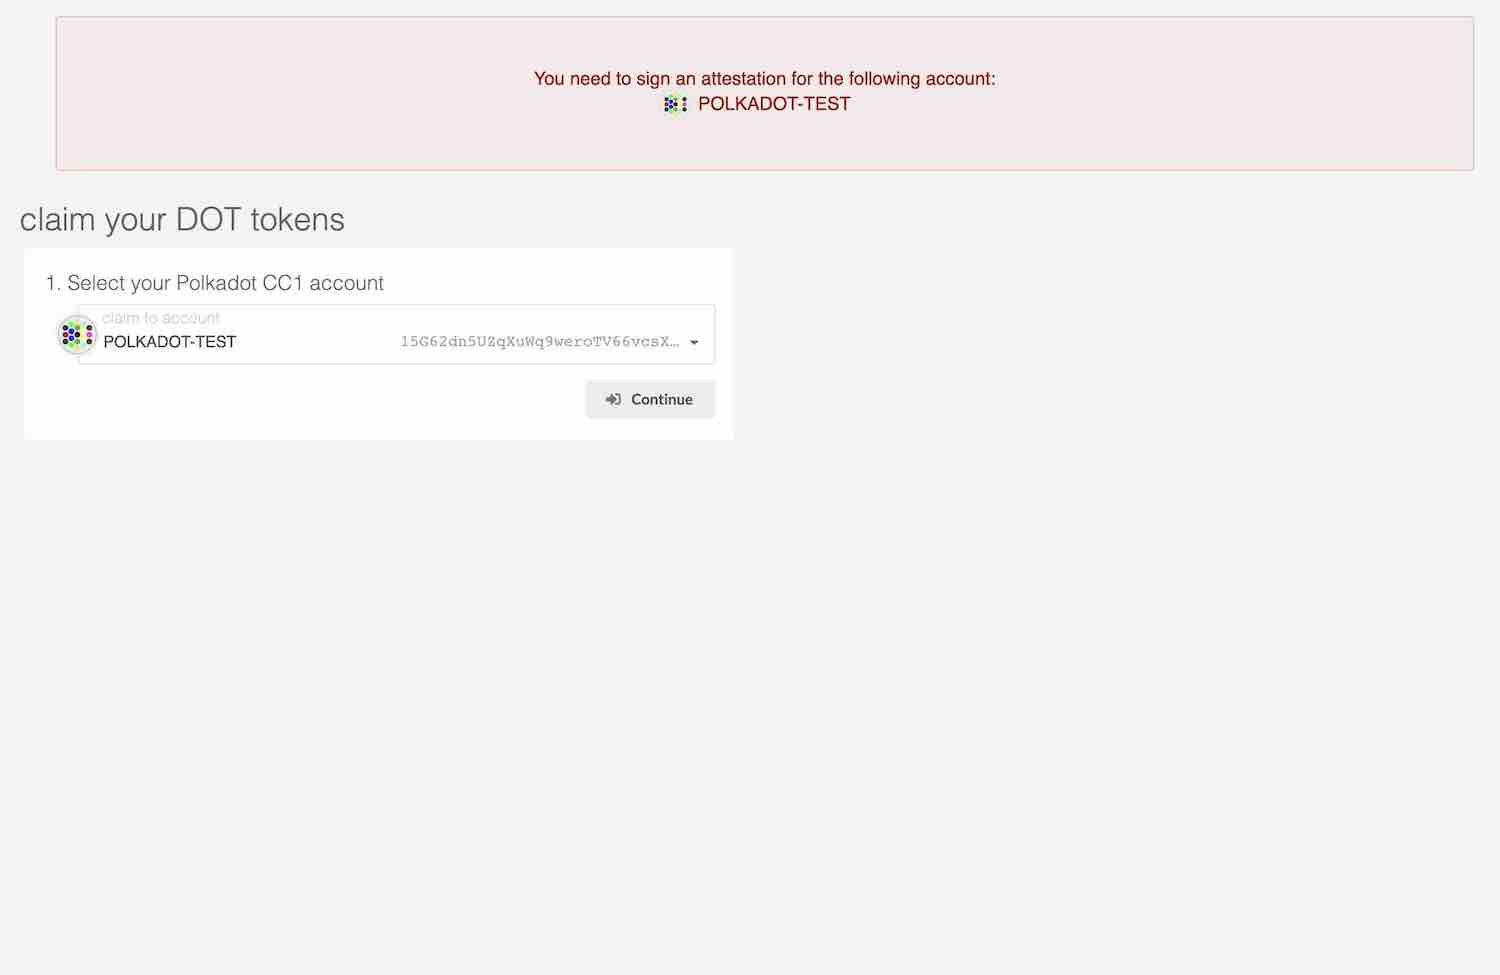 You need to sign an attestation for the following account:
POLKADOT-TEST
claim your DOT tokens
1. Select your Polkadot CC1 account
claim to account
POLKADOT-TEST 15G62dn5UZqXuWq9weroTV66vcsX…
Continue